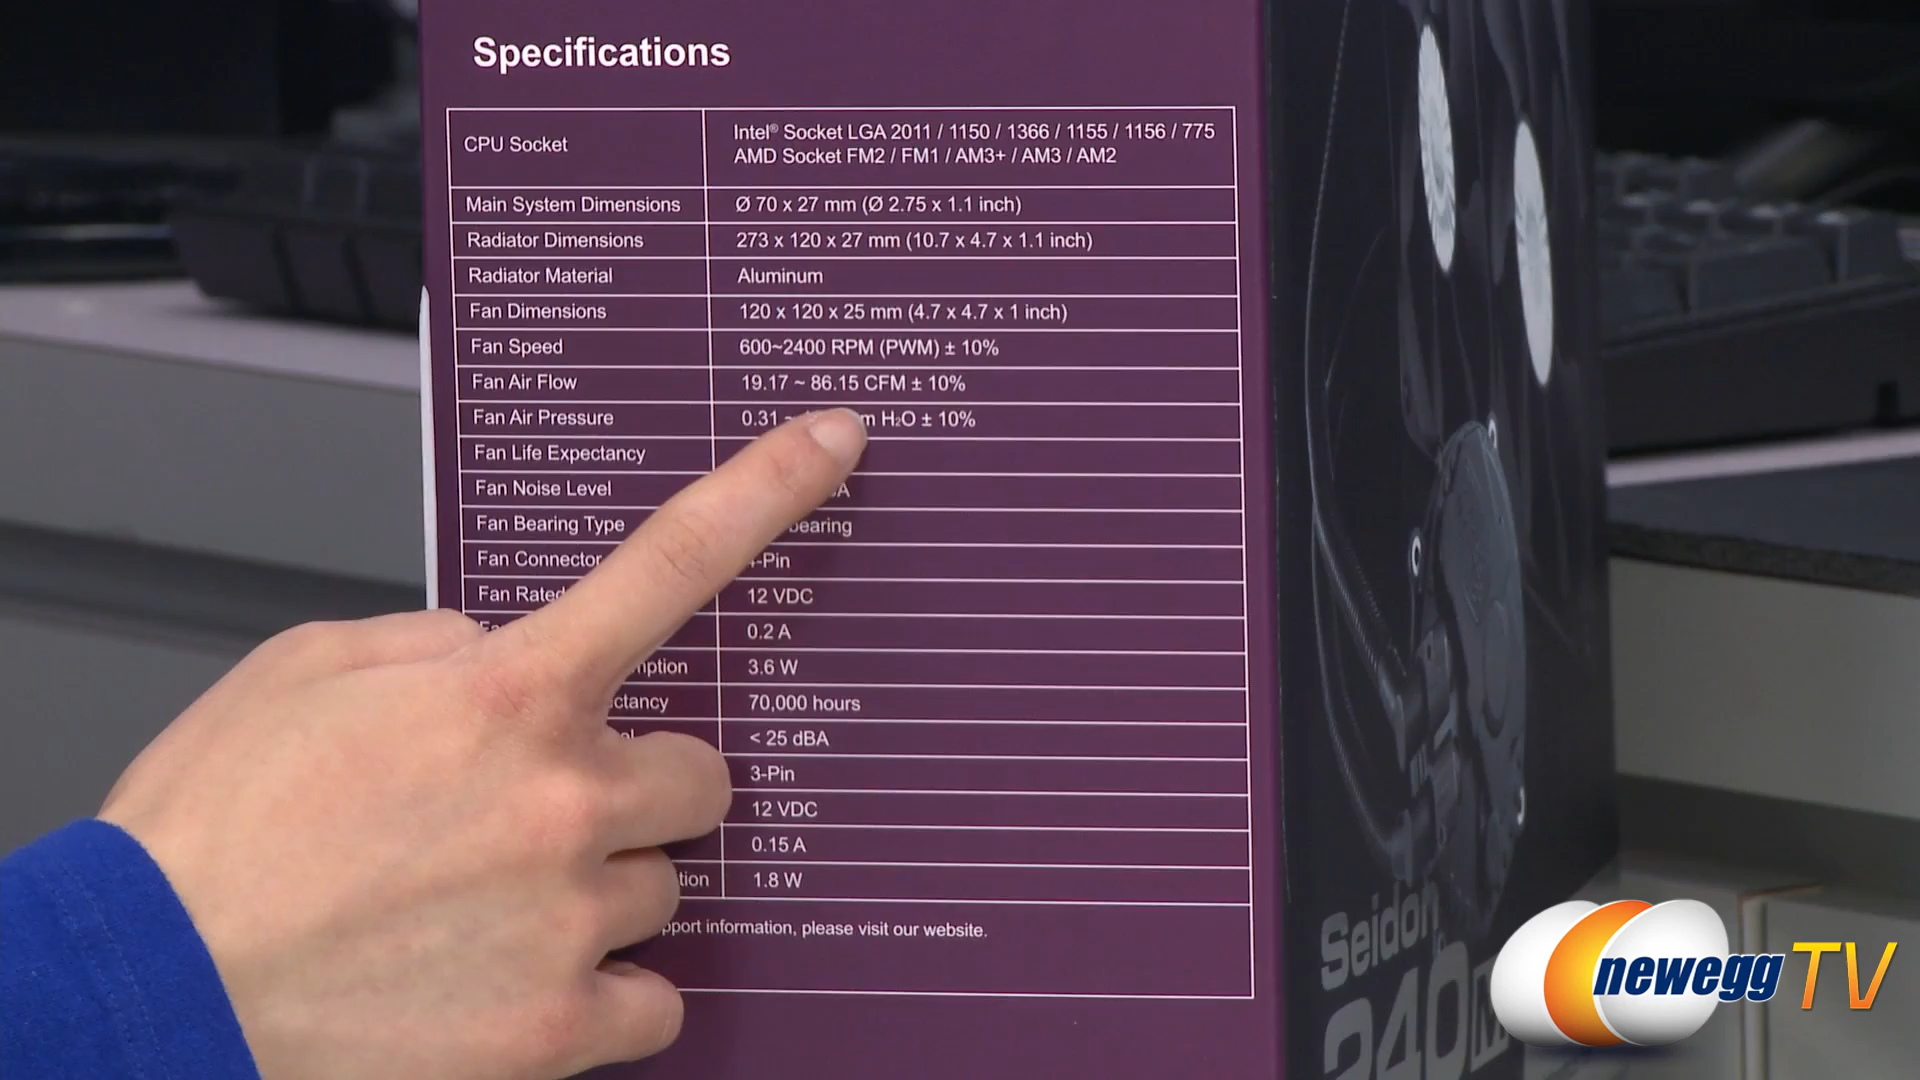 Specifications
CPU Socket
Intel® Socket LGA 2011 / 1150 / 1366 / 1155 / 1156 / 775
AMD Socket FM2 / FM1 / AM3+ / AM3 / AM2
Main System Dimensions Ø 70 x 27 mm (Ø 2.75 x 1.1 inch)
Radiator Dimensions 273 x 120 x 27 mm (10.7 x 4.7 x 1.1 inch)
Radiator Material Aluminum
Fan Dimensions 120 x 120 x 25 mm (4.7 x 4.7 x 1 inch)
Fan Speed 600~2400 RPM (PWM) ± 10%
Fan Air Flow 19.17 ~ 86.15 CFM ± 10%
Fan Air Pressure 0.31 ~ H₂O ± 10%
Fan Life Expectancy
Fan Noise Level
Fan Bearing Type bearing
Fan Connector -Pin
Fan Rated 12 VDC
0.2 A
3.6 W
70,000 hours
< 25 dBA
3-Pin
12 VDC
0.15 A
1.8 W
information, please visit our website.
Seidon
240M
newegg TV